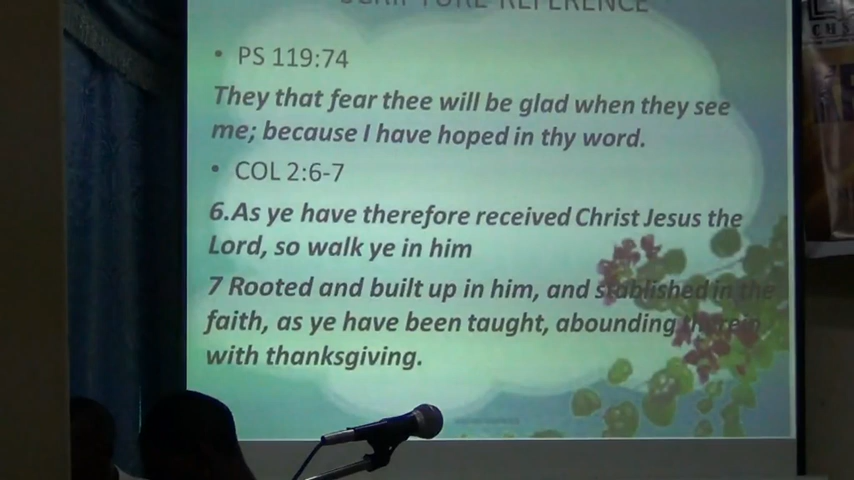 SCRIPTURE REFERENCE
• PS 119:74
They that fear thee will be glad when they see
me; because I have hoped in thy word.
• COL 2:6-7
6.As ye have therefore received Christ Jesus the
Lord, so walk ye in him
7 Rooted and built up in him, and stablished in the
faith, as ye have been taught, abounding therein
with thanksgiving.